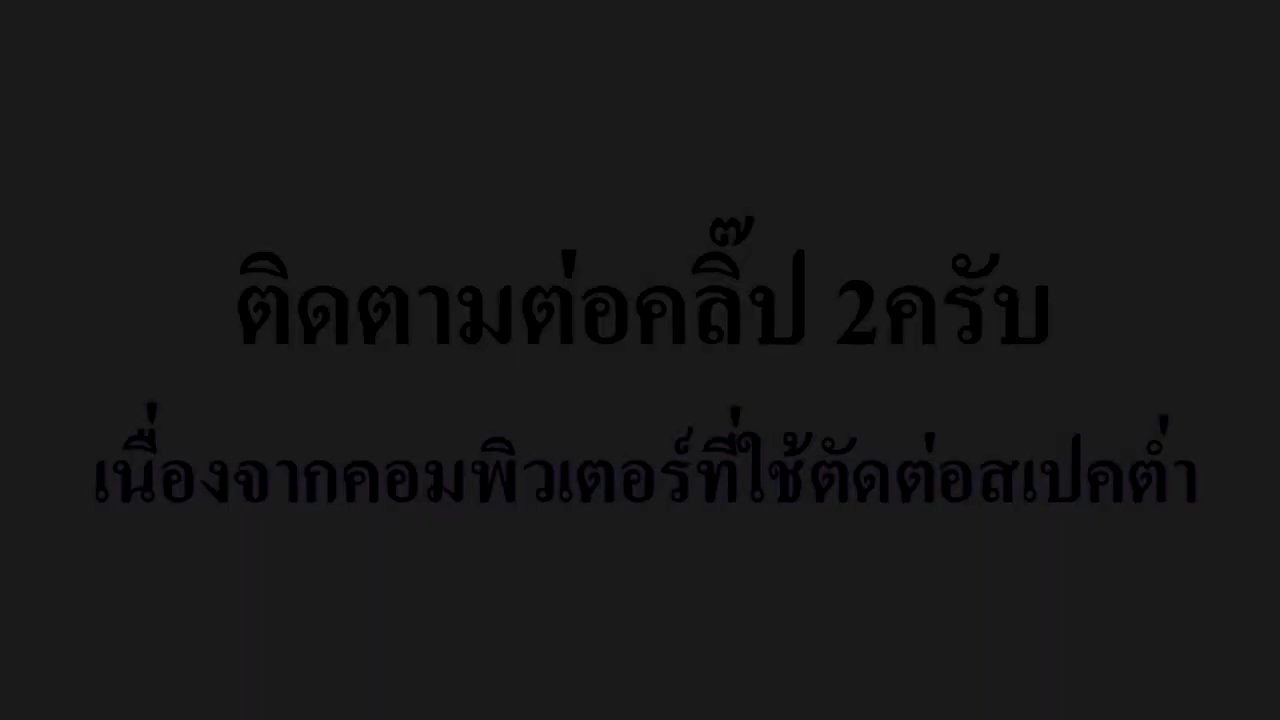 ติดตามต่อคลิ๊ป 2ครับ
เนื่องจากคอมพิวเตอร์ที่ใช้ตัดต่อสเปคต่ำ